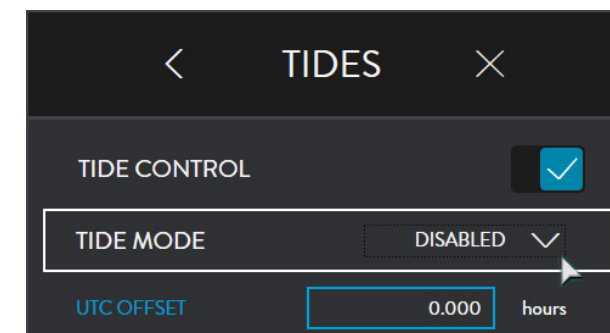 TIDES
TIDE CONTROL
TIDE MODE DISABLED
UTC OFFSET 0.000 hours